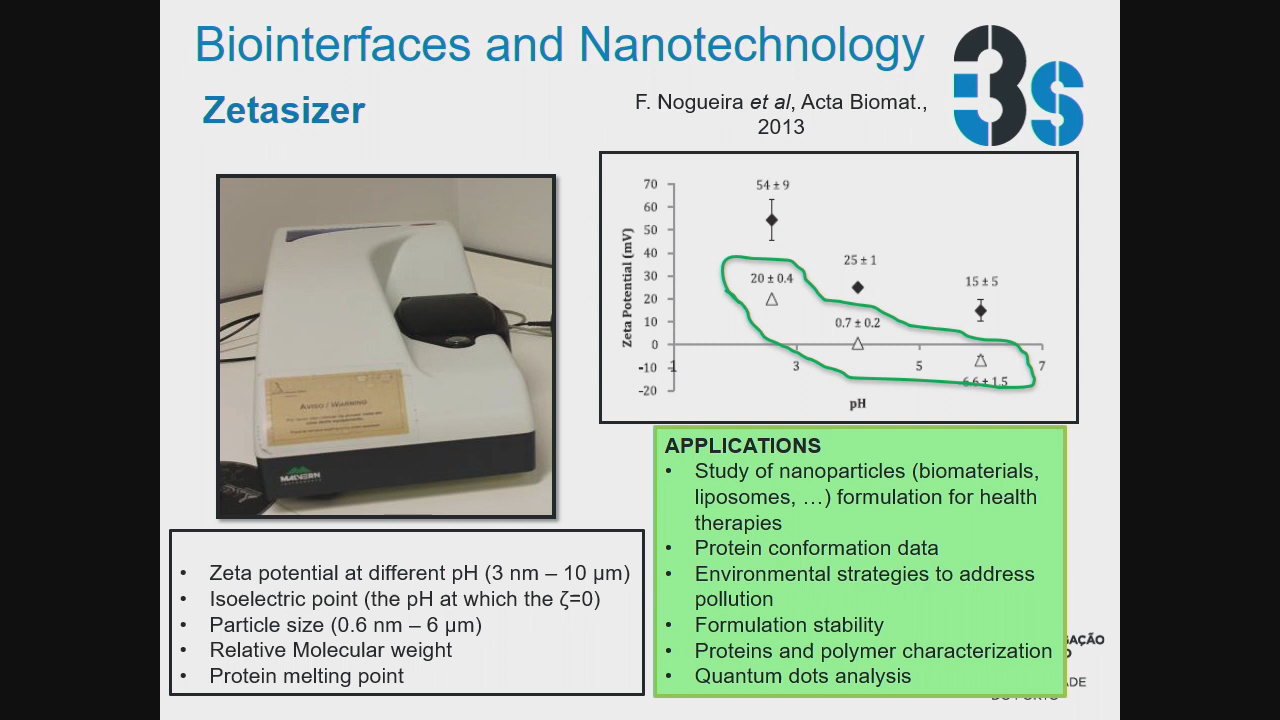 Biointerfaces and Nanotechnology
3s
Zetasizer
F. Nogueira et al, Acta Biomat.,
2013
70
60
50
40
30
20
10
0
-10
-20
Zeta Potential (mV)
54 ± 9
25 ± 1
15 ± 5
20 ± 0.4
0.7 ± 0.2
6.6 ± 1.5
1
3
5
7
pH
AVISO / WARNING
MALVERN
• Zeta potential at different pH (3 nm – 10 µm)
• Isoelectric point (the pH at which the ζ=0)
• Particle size (0.6 nm – 6 µm)
• Relative Molecular weight
• Protein melting point
APPLICATIONS
• Study of nanoparticles (biomaterials,
liposomes, …) formulation for health
therapies
• Protein conformation data
• Environmental strategies to address
pollution
• Formulation stability
• Proteins and polymer characterization
• Quantum dots analysis